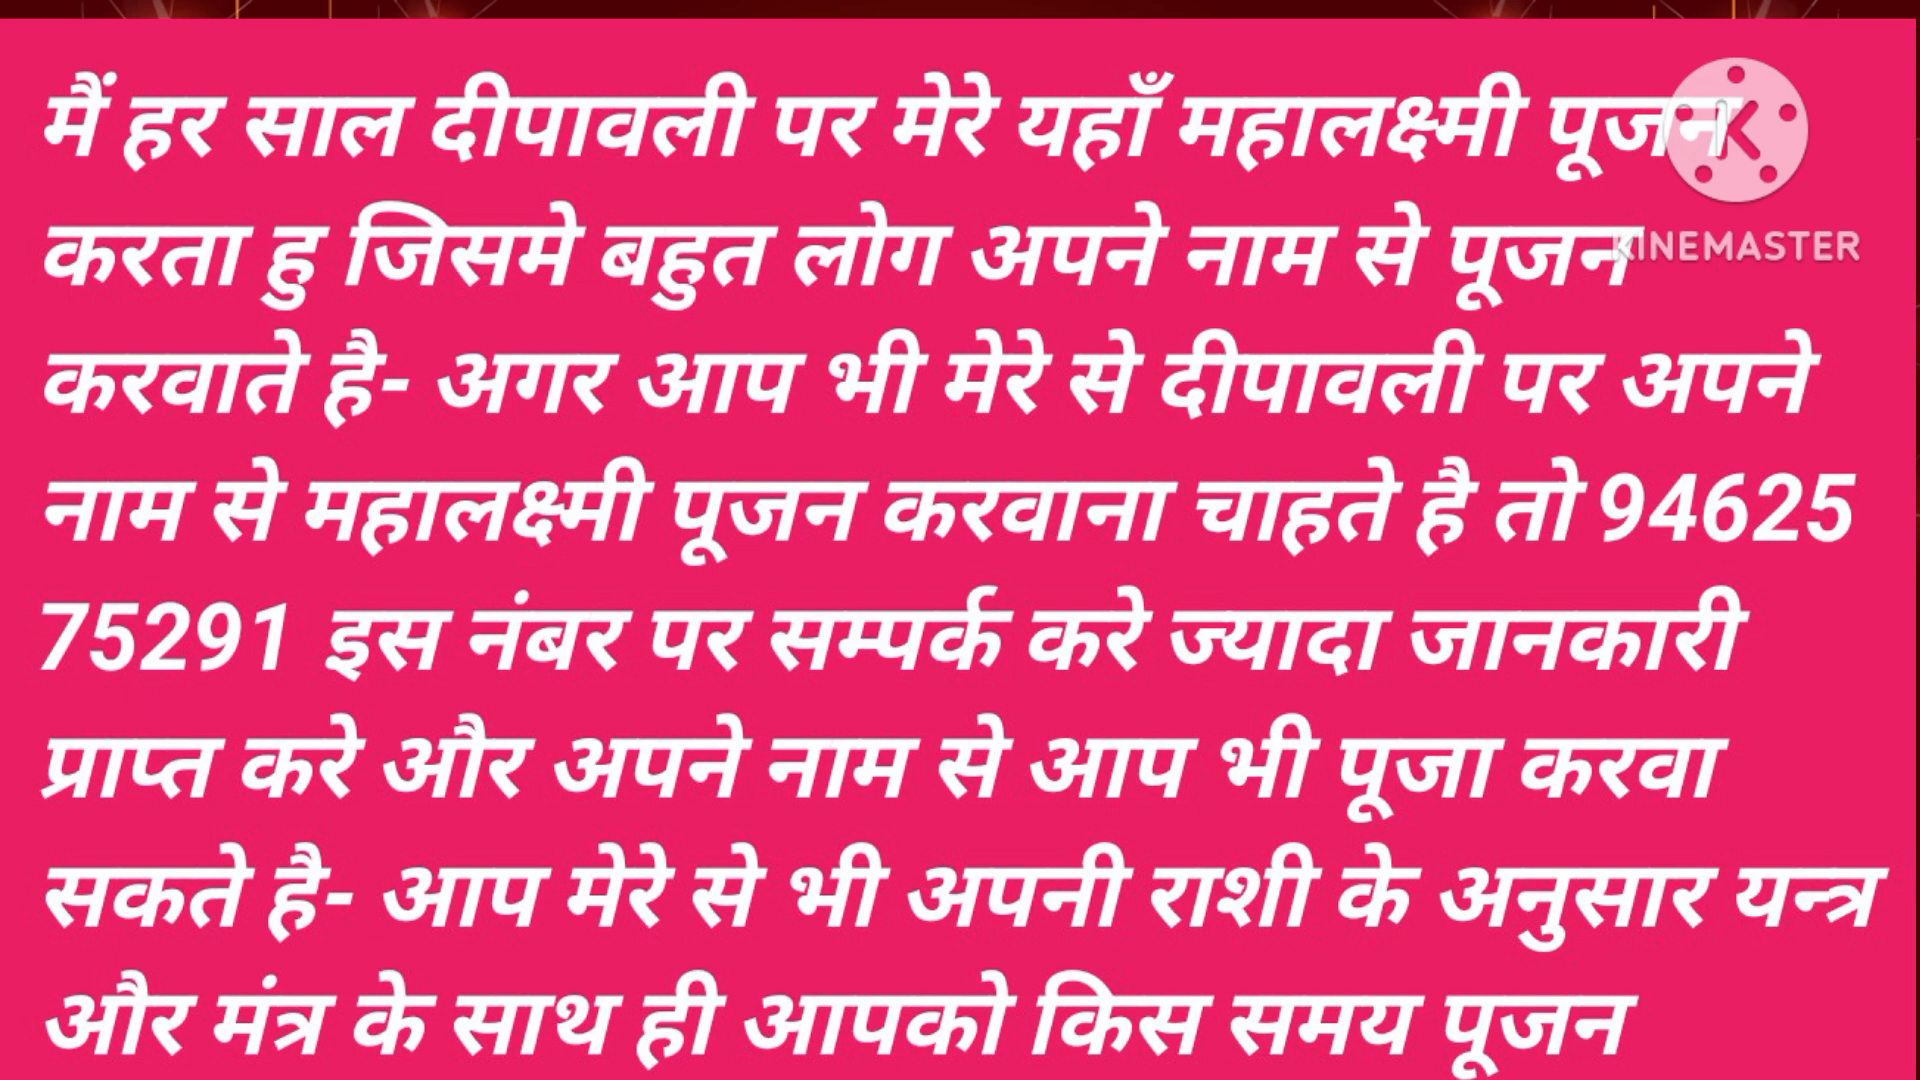 मैं हर साल दीपावली पर मेरे यहाँ महालक्ष्मी पूजन
करता हु जिसमे बहुत लोग अपने नाम से पूजन
KINEMASTER
करवाते है- अगर आप भी मेरे से दीपावली पर अपने
नाम से महालक्ष्मी पूजन करवाना चाहते है तो 94625
75291 इस नंबर पर सम्पर्क करे ज्यादा जानकारी
प्राप्त करे और अपने नाम से आप भी पूजा करवा
सकते है- आप मेरे से भी अपनी राशी के अनुसार यन्त्र
और मंत्र के साथ ही आपको किस समय पूजन